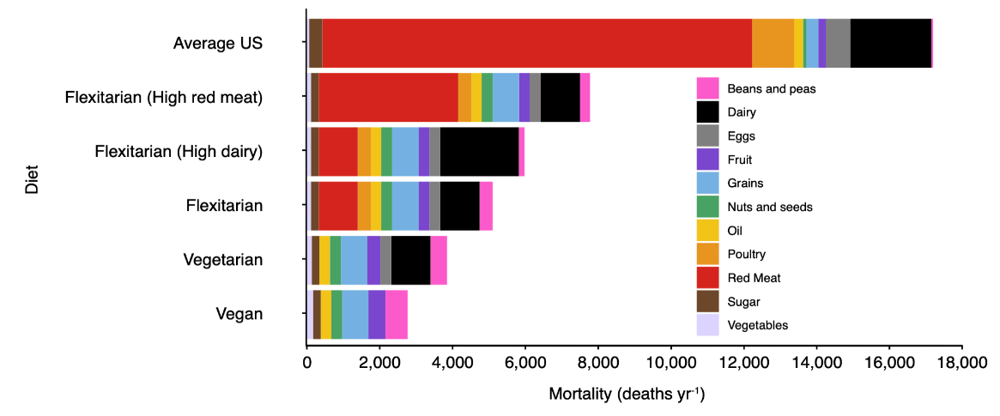 Average US
Flexitarian (High red meat)
Flexitarian (High dairy)
Flexitarian
Vegetarian
Vegan
Diet
Beans and peas
Dairy
Eggs
Fruit
Grains
Nuts and seeds
Oil
Poultry
Red Meat
Sugar
Vegetables
0 2,000 4,000 6,000 8,000 10,000 12,000 14,000 16,000 18,000
Mortality (deaths yr⁻¹)